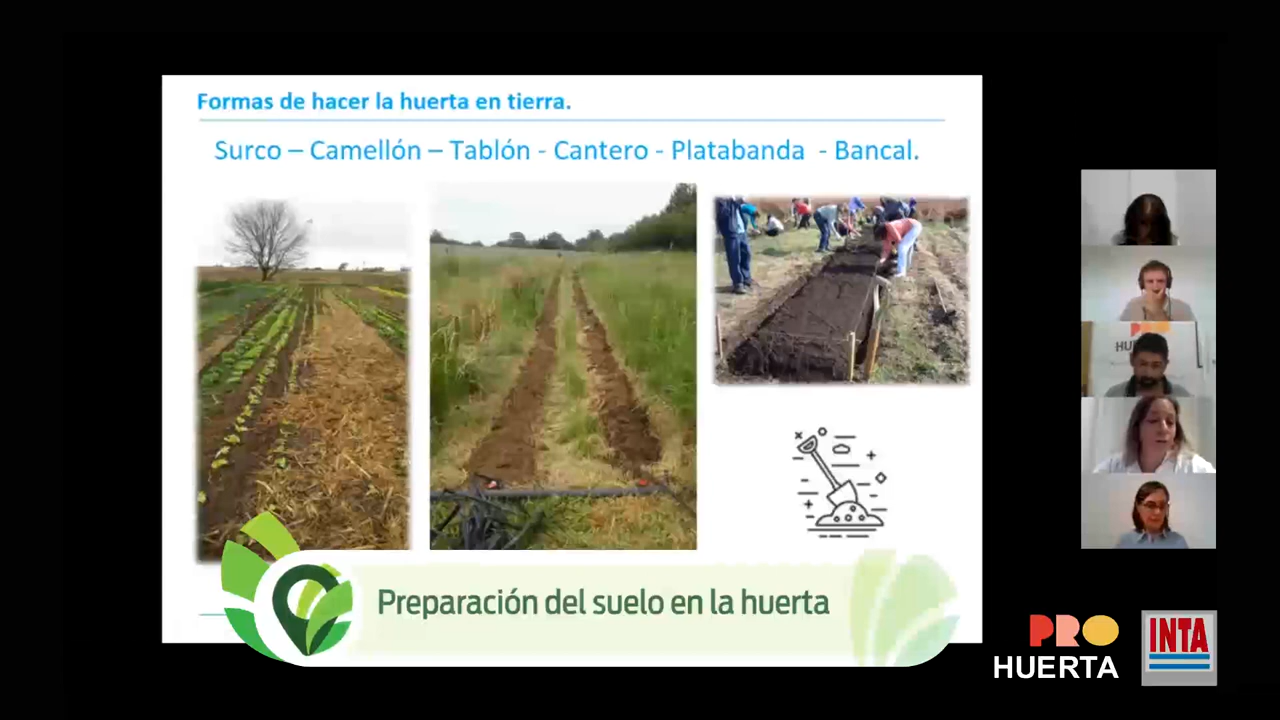 Formas de hacer la huerta en tierra.
Surco – Camellón – Tablón - Cantero - Platabanda - Bancal.
Preparación del suelo en la huerta
PRO
HUERTA
INTA